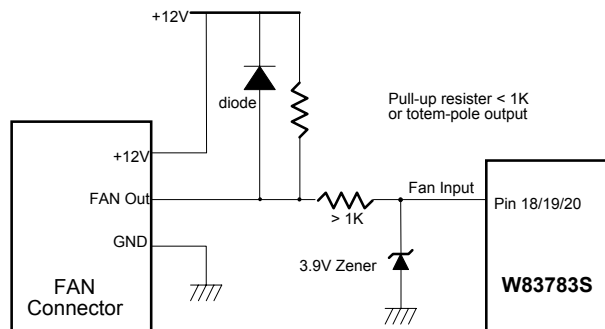 +12V
diode
Pull-up resister < 1K
or totem-pole output
+12V
FAN Out
Fan Input
Pin 18/19/20
> 1K
GND
3.9V Zener
W83783S
FAN
Connector